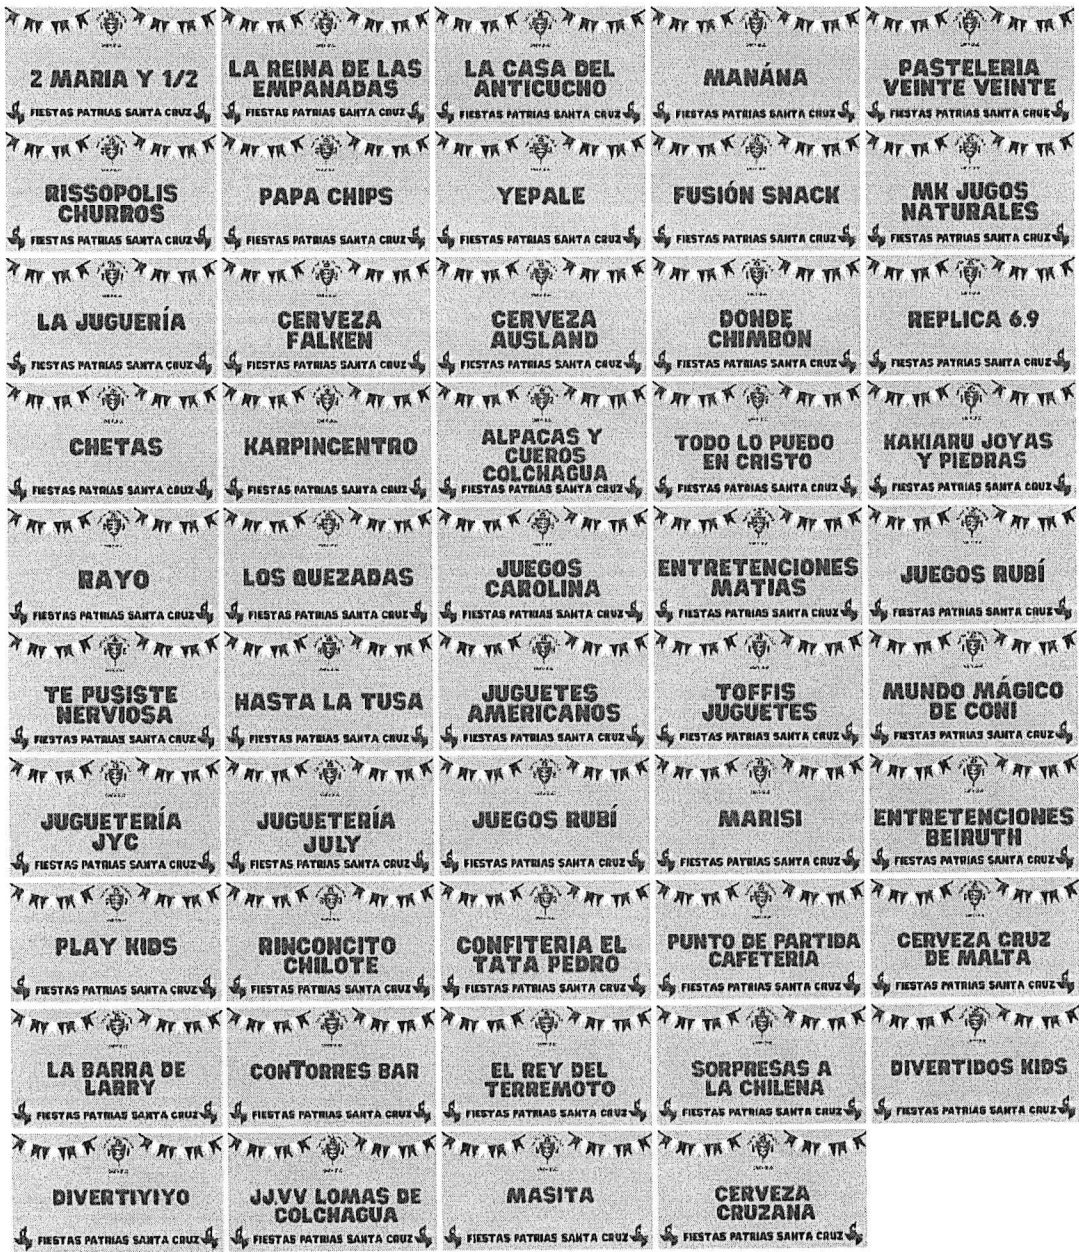 2 MARIA Y 1/2
FIESTAS PATRIAS SANTA CRUZ
LA REINA DE LAS
EMPANADAS
FIESTAS PATRIAS SANTA CRUZ
LA CASA DEL
ANTICUCHO
FIESTAS PATRIAS SANTA CRUZ
MANÁNA
FIESTAS PATRIAS SANTA CRUZ
PASTELERIA
VEINTE VEINTE
FIESTAS PATRIAS SANTA CRUZ
RISSOPOLIS
CHURROS
FIESTAS PATRIAS SANTA CRUZ
PAPA CHIPS
FIESTAS PATRIAS SANTA CRUZ
YEPALE
FIESTAS PATRIAS SANTA CRUZ
FUSIÓN SNACK
FIESTAS PATRIAS SANTA CRUZ
MK JUGOS
NATURALES
FIESTAS PATRIAS SANTA CRUZ
LA JUGUERÍA
FIESTAS PATRIAS SANTA CRUZ
CERVEZA
FALKEN
FIESTAS PATRIAS SANTA CRUZ
CERVEZA
AUSLAND
FIESTAS PATRIAS SANTA CRUZ
DONDE
CHIMBON
FIESTAS PATRIAS SANTA CRUZ
REPLICA 6.9
FIESTAS PATRIAS SANTA CRUZ
CHETAS
FIESTAS PATRIAS SANTA CRUZ
KARPINCENTRO
FIESTAS PATRIAS SANTA CRUZ
ALPACAS Y
CUEROS
COLCHAGUA
FIESTAS PATRIAS SANTA CRUZ
TODO LO PUEDO
EN CRISTO
FIESTAS PATRIAS SANTA CRUZ
KAKIARU JOYAS
Y PIEDRAS
FIESTAS PATRIAS SANTA CRUZ
RAYO
FIESTAS PATRIAS SANTA CRUZ
LOS QUEZADAS
FIESTAS PATRIAS SANTA CRUZ
JUEGOS
CAROLINA
FIESTAS PATRIAS SANTA CRUZ
ENTRETENCIONES
MATIAS
FIESTAS PATRIAS SANTA CRUZ
JUEGOS RUBÍ
FIESTAS PATRIAS SANTA CRUZ
TE PUSISTE
NERVIOSA
FIESTAS PATRIAS SANTA CRUZ
HASTA LA TUSA
FIESTAS PATRIAS SANTA CRUZ
JUGUETES
AMERICANOS
FIESTAS PATRIAS SANTA CRUZ
TOFFIS
JUGUETES
FIESTAS PATRIAS SANTA CRUZ
MUNDO MÁGICO
DE CONI
FIESTAS PATRIAS SANTA CRUZ
JUGUETERÍA
JYC
FIESTAS PATRIAS SANTA CRUZ
JUGUETERÍA
JULY
FIESTAS PATRIAS SANTA CRUZ
JUEGOS RUBÍ
FIESTAS PATRIAS SANTA CRUZ
MARISI
FIESTAS PATRIAS SANTA CRUZ
ENTRETENCIONES
BEIRUTH
FIESTAS PATRIAS SANTA CRUZ
PLAY KIDS
FIESTAS PATRIAS SANTA CRUZ
RINCONCITO
CHILOTE
FIESTAS PATRIAS SANTA CRUZ
CONFITERIA EL
TATA PEDRO
FIESTAS PATRIAS SANTA CRUZ
PUNTO DE PARTIDA
CAFETERIA
FIESTAS PATRIAS SANTA CRUZ
CERVEZA CRUZ
DE MALTA
FIESTAS PATRIAS SANTA CRUZ
LA BARRA DE
LARRY
FIESTAS PATRIAS SANTA CRUZ
CONTORRES BAR
FIESTAS PATRIAS SANTA CRUZ
EL REY DEL
TERREMOTO
FIESTAS PATRIAS SANTA CRUZ
SORPRESAS A
LA CHILENA
FIESTAS PATRIAS SANTA CRUZ
DIVERTIDOS KIDS
FIESTAS PATRIAS SANTA CRUZ
DIVERTIYIYO
FIESTAS PATRIAS SANTA CRUZ
JJ.VV LOMAS DE
COLCHAGUA
FIESTAS PATRIAS SANTA CRUZ
MASITA
FIESTAS PATRIAS SANTA CRUZ
CERVEZA
CRUZANA
FIESTAS PATRIAS SANTA CRUZ